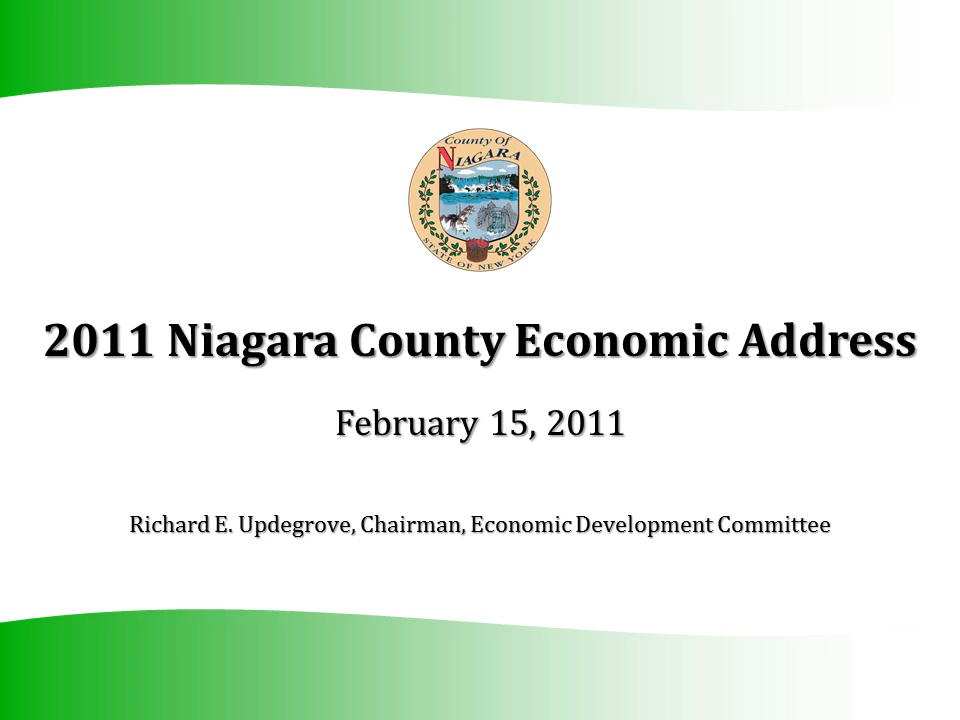 County Of
NIAGARA
STATE OF NEW YORK
2011 Niagara County Economic Address
February 15, 2011
Richard E. Updegrove, Chairman, Economic Development Committee